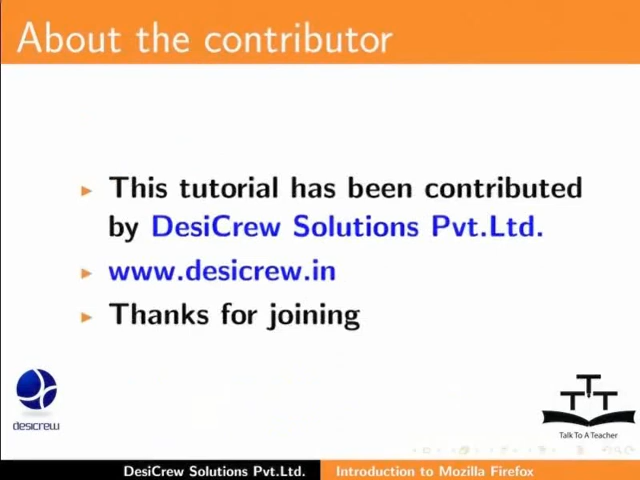 About the contributor
This tutorial has been contributed
by DesiCrew Solutions Pvt.Ltd.
www.desicrew.in
Thanks for joining
desicrew
TTT
Talk To A Teacher
DesiCrew Solutions Pvt.Ltd.
Introduction to Mozilla Firefox